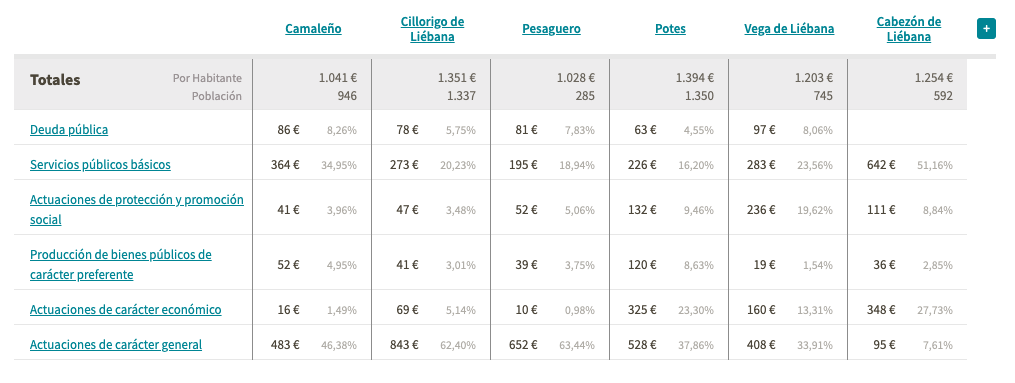 Camaleño Cillorigo de Liébana Pesaguero Potes Vega de Liébana Cabezón de Liébana +
Totales Por Habitante 1.041 € 1.351 € 1.028 € 1.394 € 1.203 € 1.254 €
Población 946 1.337 285 1.350 745 592
Deuda pública 86 € 8,26% 78 € 5,75% 81 € 7,83% 63 € 4,55% 97 € 8,06%
Servicios públicos básicos 364 € 34,95% 273 € 20,23% 195 € 18,94% 226 € 16,20% 283 € 23,56% 642 € 51,16%
Actuaciones de protección y promoción
social 41 € 3,96% 47 € 3,48% 52 € 5,06% 132 € 9,46% 236 € 19,62% 111 € 8,84%
Producción de bienes públicos de
carácter preferente 52 € 4,95% 41 € 3,01% 39 € 3,75% 120 € 8,63% 19 € 1,54% 36 € 2,85%
Actuaciones de carácter económico 16 € 1,49% 69 € 5,14% 10 € 0,98% 325 € 23,30% 160 € 13,31% 348 € 27,73%
Actuaciones de carácter general 483 € 46,38% 843 € 62,40% 652 € 63,44% 528 € 37,86% 408 € 33,91% 95 € 7,61%